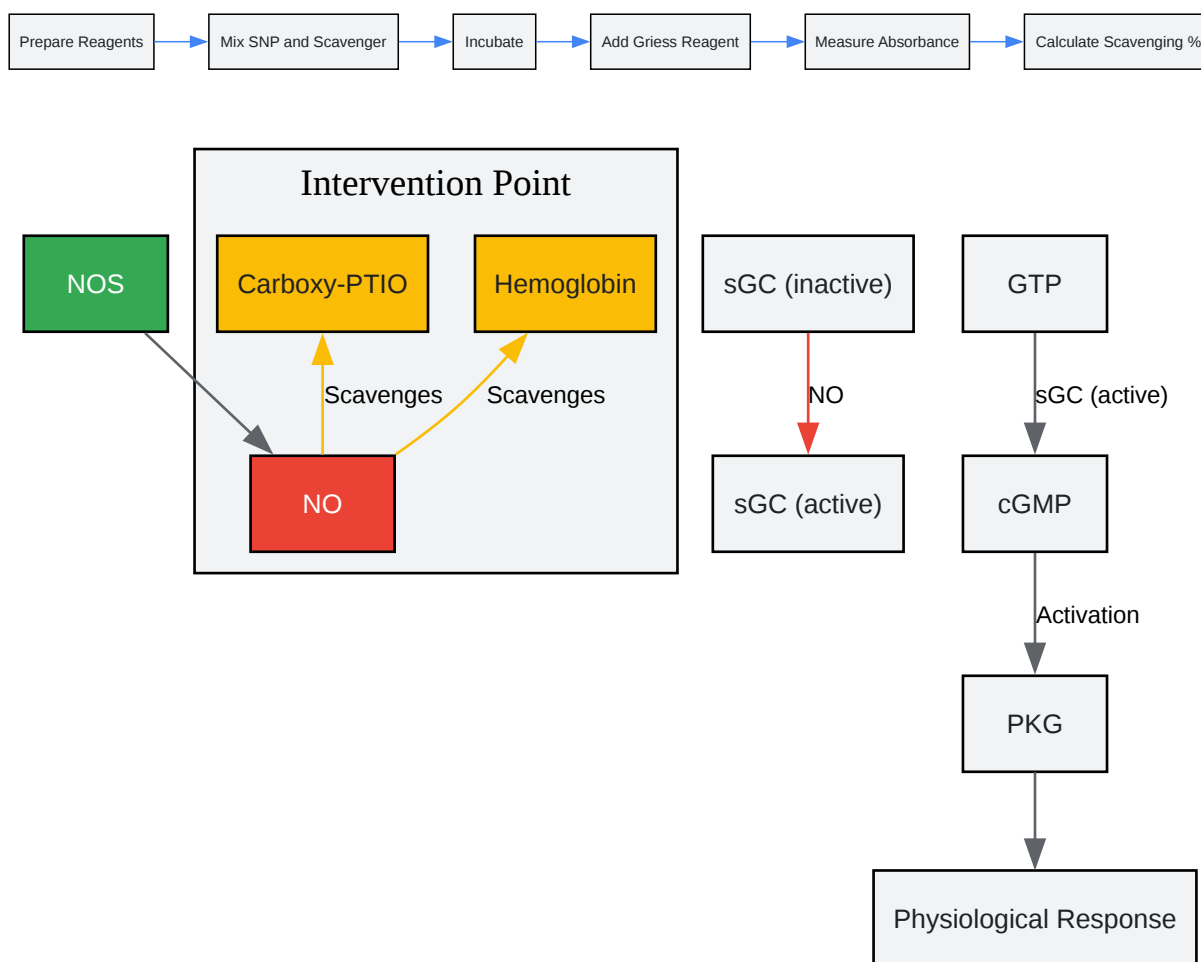 Prepare Reagents
Mix SNP and Scavenger
Incubate
Add Griess Reagent
Measure Absorbance
Calculate Scavenging %
Intervention Point
NOS
Carboxy-PTIO
Hemoglobin
sGC (inactive)
GTP
Scavenges
Scavenges
NO
sGC (active)
NO
sGC (active)
cGMP
Activation
PKG
Physiological Response